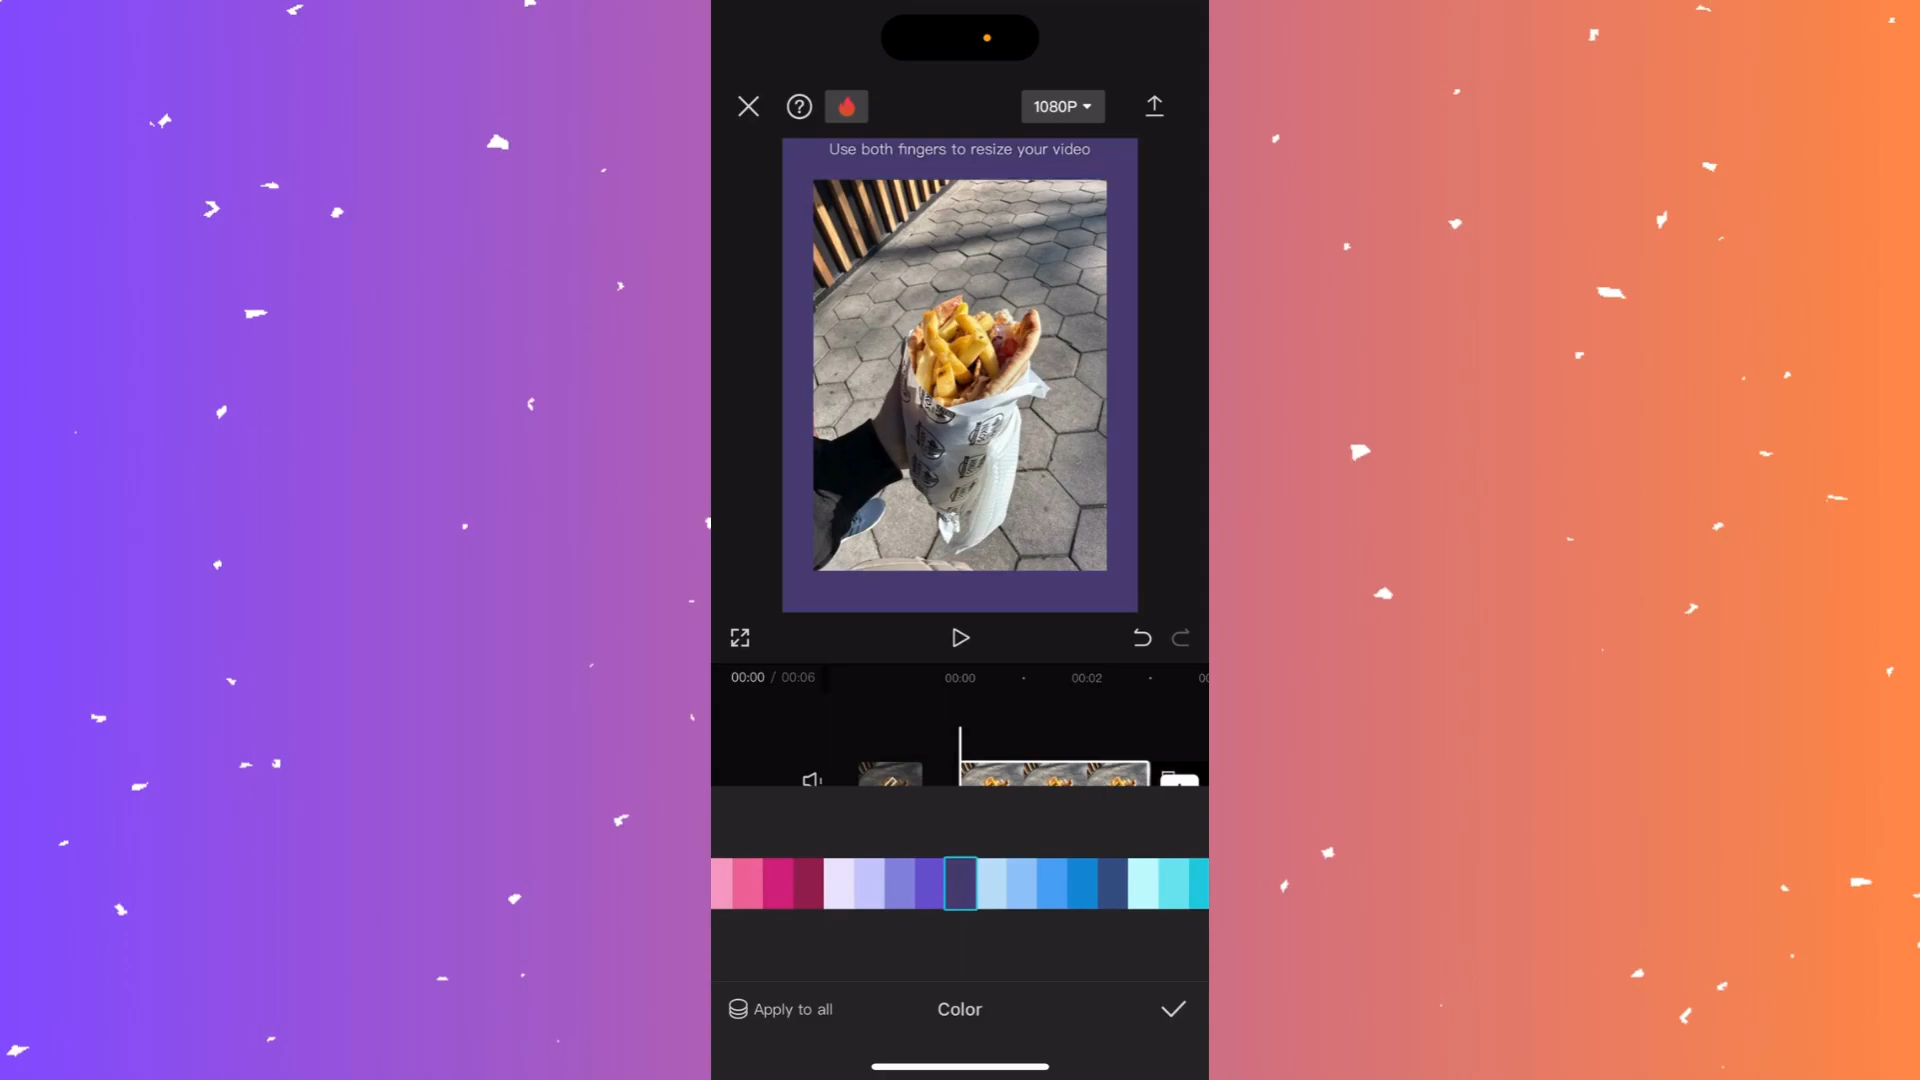 1080P
Use both fingers to resize your video
00:00 / 00:06
00:00
00:02
Apply to all
Color